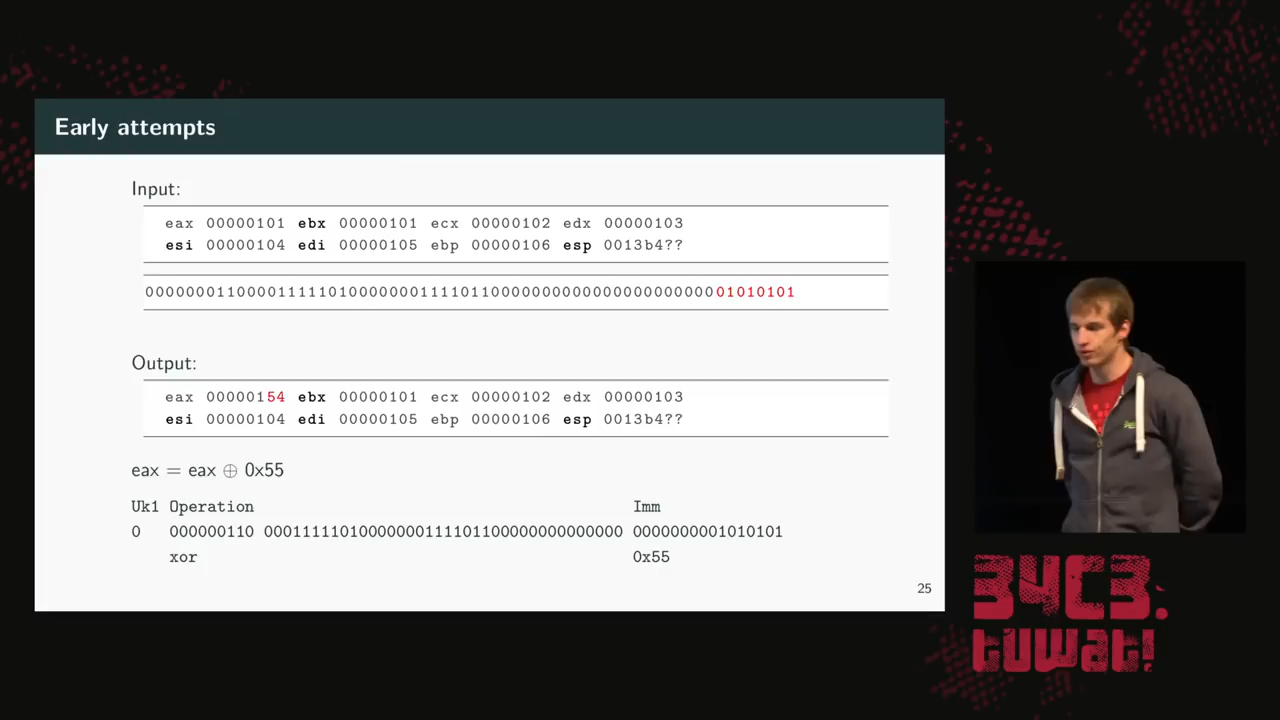 Early attempts
Input:
eax 00000101 ebx 00000101 ecx 00000102 edx 00000103
esi 00000104 edi 00000105 ebp 00000106 esp 0013b4??
0000000110000111110100000001111011000000000000000000000001010101
Output:
eax 00000154 ebx 00000101 ecx 00000102 edx 00000103
esi 00000104 edi 00000105 ebp 00000106 esp 0013b4??
eax = eax ⊕ 0x55
Uk1 Operation Imm
0 000000110 00011111010000000111101100000000000000 0000000001010101
xor 0x55
25
34C3.
tuwat!